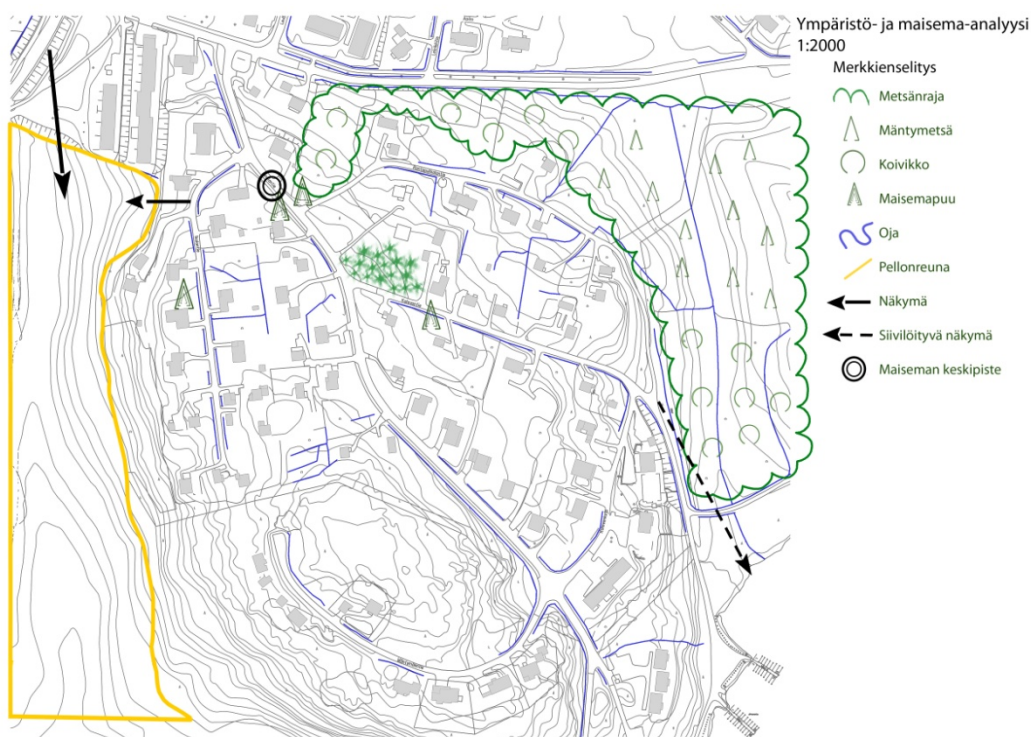 Ympäristö- ja maisema-analyysi
1:2000
Merkkienselitys
Metsänraja
Mäntymetsä
Koivikko
Maisemapuu
Oja
Pellonreuna
Näkymä
Siivilöityvä näkymä
Maiseman keskipiste